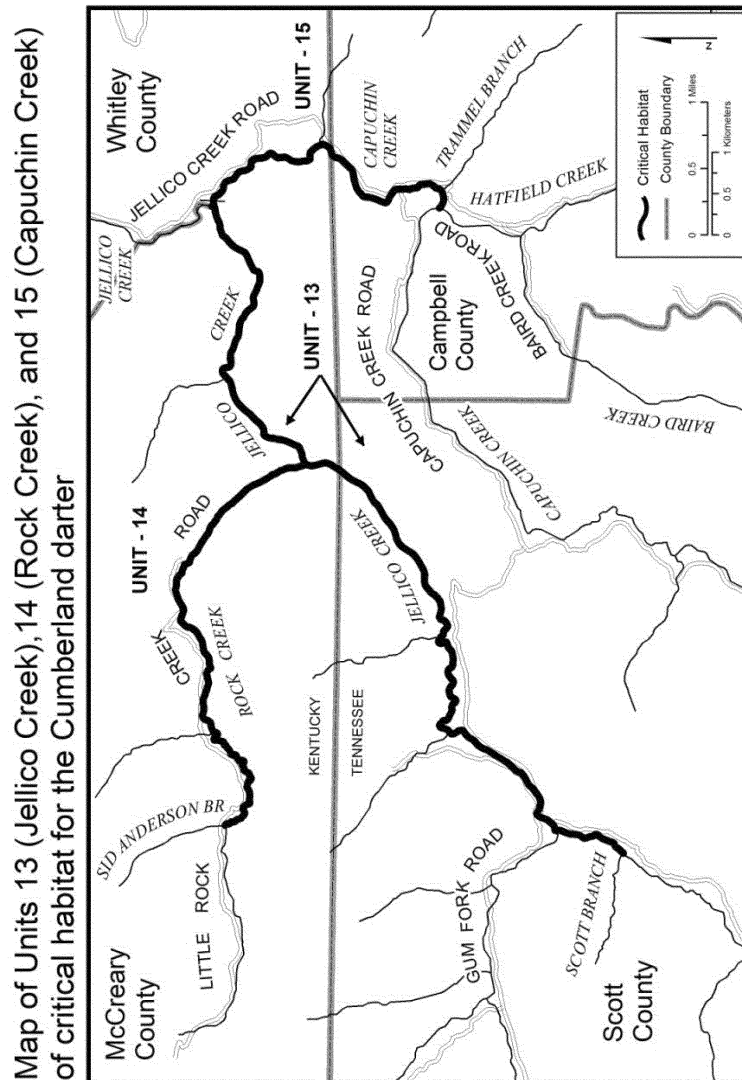 Map of Units 13 (Jellico Creek),14 (Rock Creek), and 15 (Capuchin Creek)
of critical habitat for the Cumberland darter
McCreary
County
SID ANDERSON BR
LITTLE ROCK
CREEK
ROAD
ROCK CREEK
UNIT - 14
JELLICO
CREEK
JELLICO
CREEK
JELLICO CREEK ROAD
Whitley
County
UNIT - 15
UNIT - 13
KENTUCKY
TENNESSEE
JELLICO CREEK
CAPUCHIN CREEK ROAD
CAPUCHIN
CREEK
TRAMMEL BRANCH
HATFIELD CREEK
BAIRD CREEK ROAD
Campbell
County
CAPUCHIN CREEK
BAIRD CREEK
GUM FORK ROAD
SCOTT BRANCH
Scott
County
Critical Habitat
County Boundary
0 0.5 1 Miles
0 0.5 1 Kilometers
N